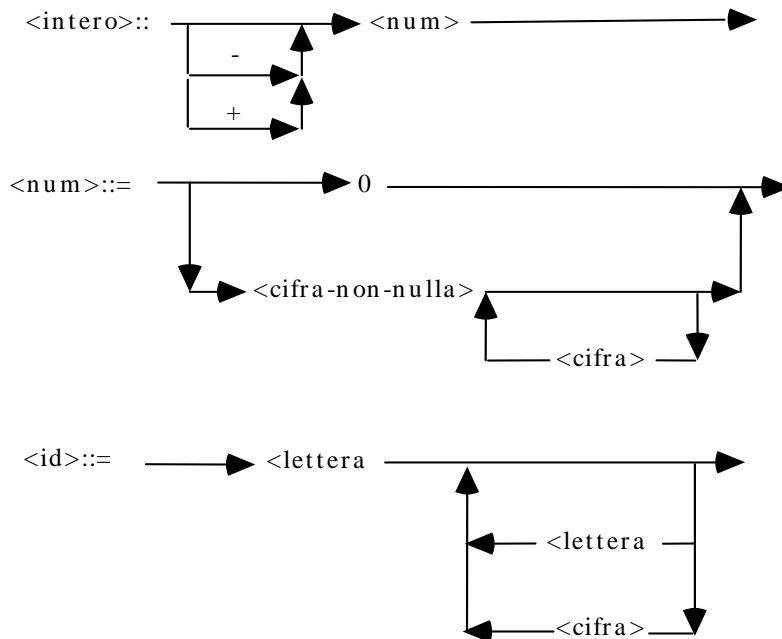 <intero>:: <num>
-
+
<num>::= 0
<cifra-non-nulla>
<cifra>
<id>::= <lettera
<lettera
<cifra>